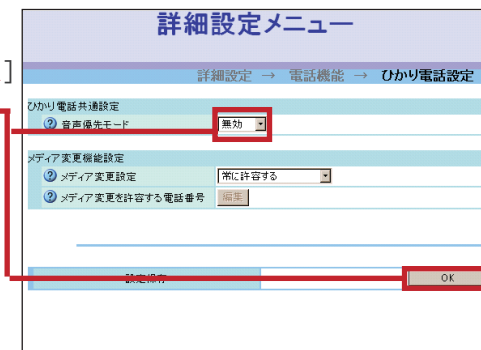 詳細設定メニュー
]
詳細設定 → 電話機能 → ひかり電話設定
ひかり電話共通設定
? 音声優先モード 無効
メディア変更機能設定
? メディア変更設定 常に許容する
? メディア変更を許容する電話番号 編集
設定保存 OK